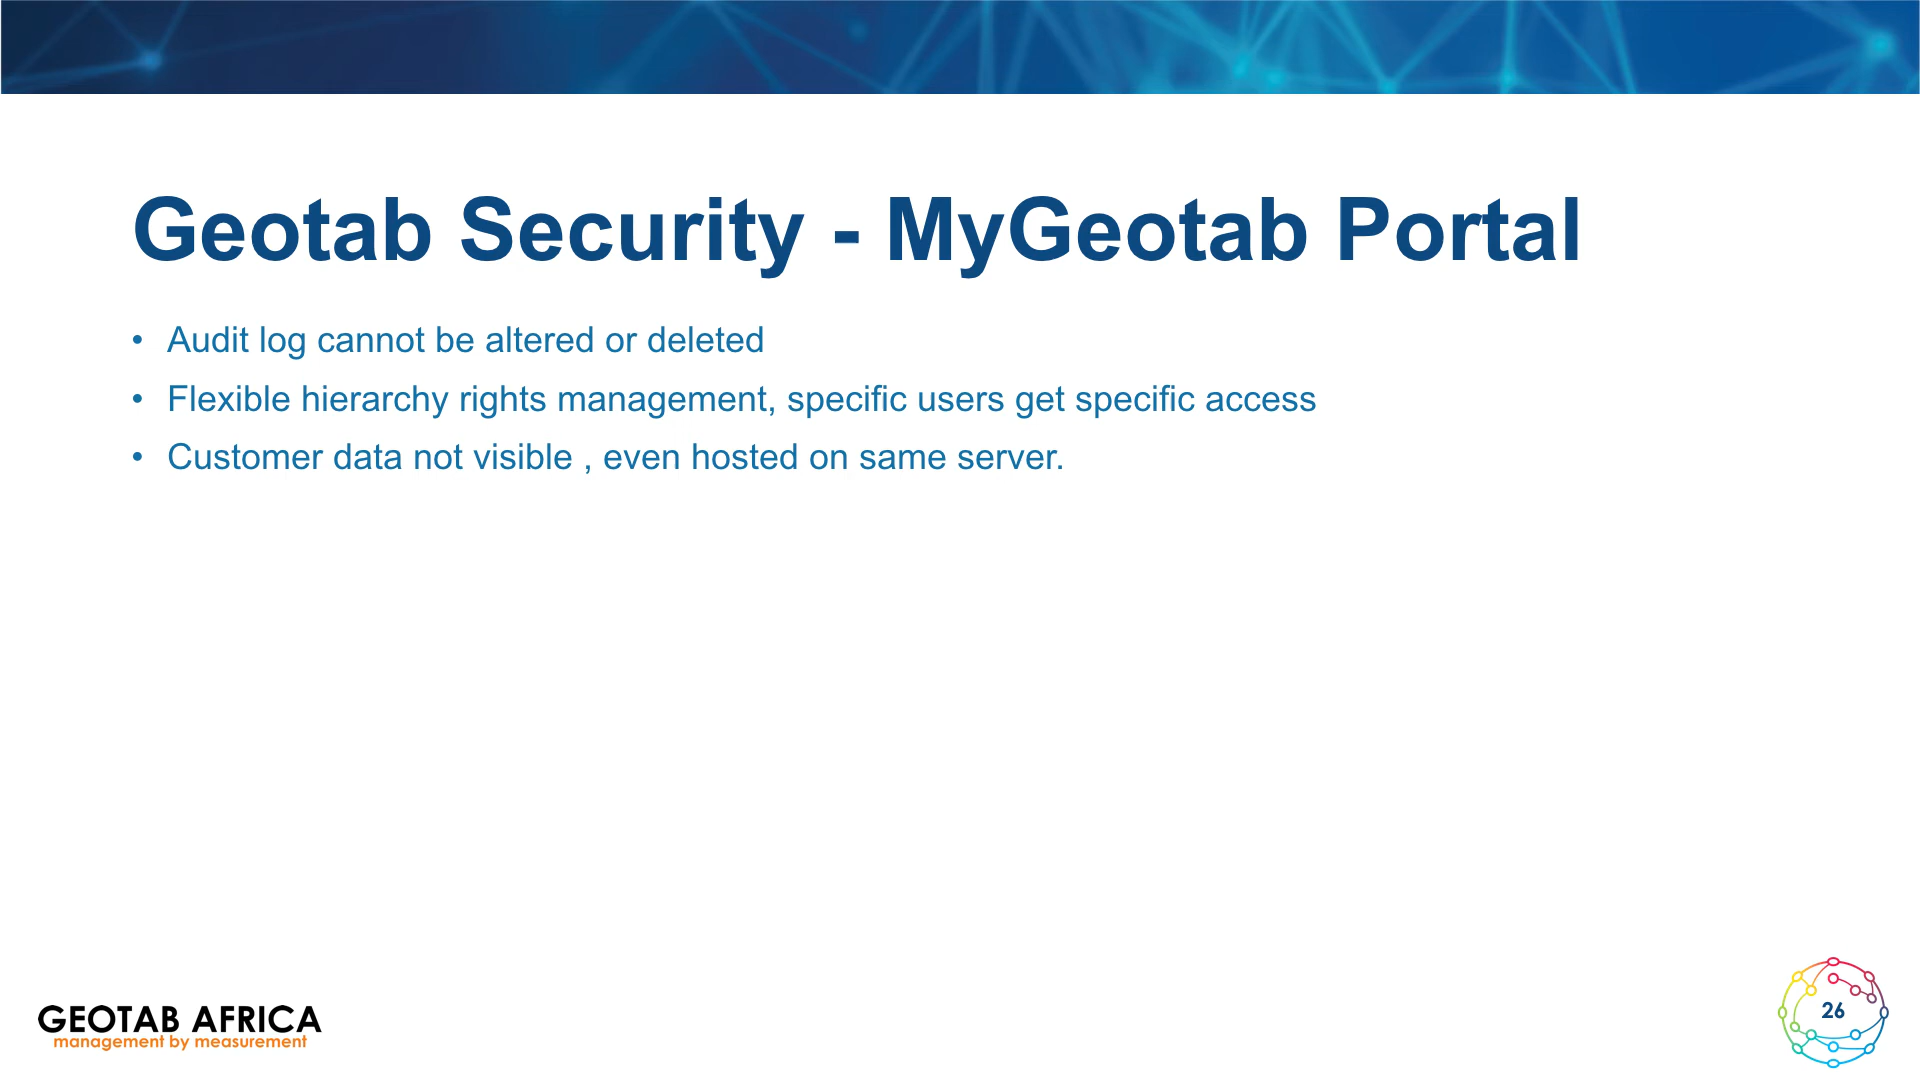 Geotab Security - MyGeotab Portal
• Audit log cannot be altered or deleted
• Flexible hierarchy rights management, specific users get specific access
• Customer data not visible , even hosted on same server.
GEOTAB AFRICA
management by measurement
26